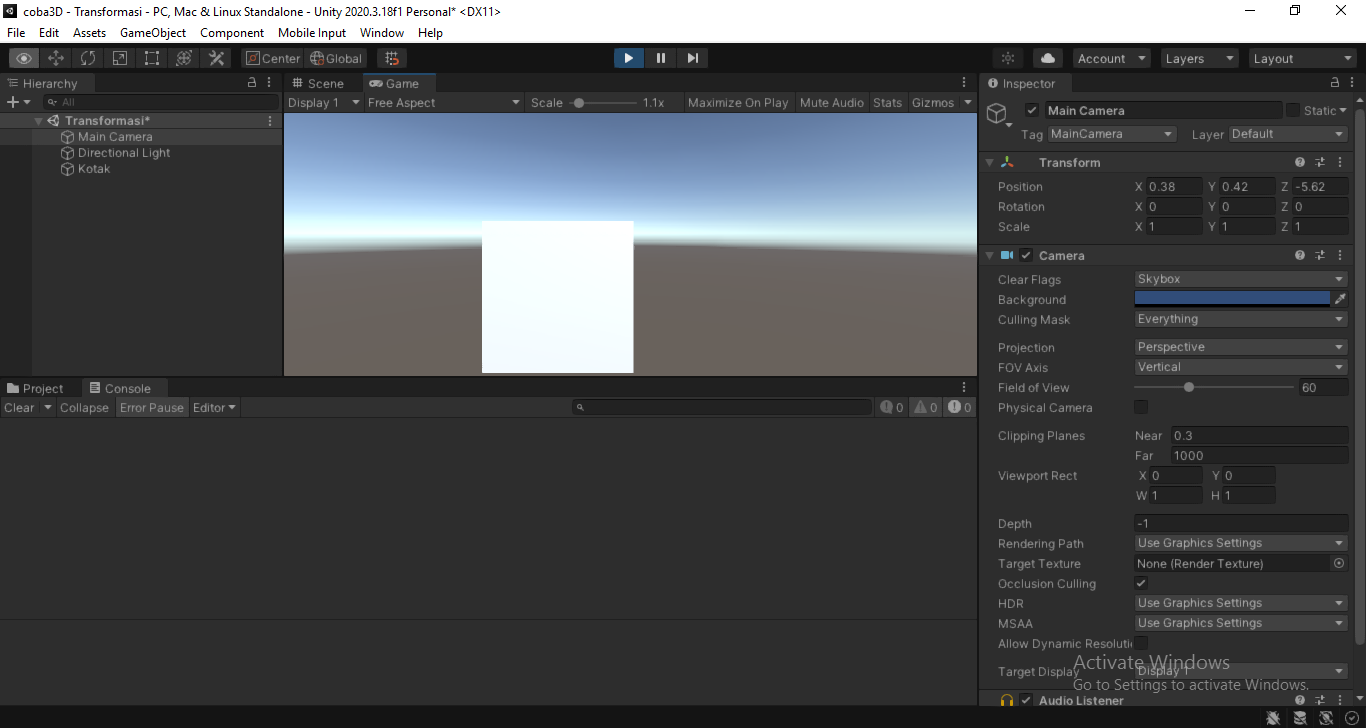 coba3D - Transformasi - PC, Mac & Linux Standalone - Unity 2020.3.18f1 Personal* <DX11>
File Edit Assets GameObject Component Mobile Input Window Help
Center Global Account Layers Layout
Hierarchy
All
Transformasi*
Main Camera
Directional Light
Kotak
Scene Game
Display 1 Free Aspect Scale 1.1x Maximize On Play Mute Audio Stats Gizmos
Project Console
Clear Collapse Error Pause Editor 0 0 0
Inspector
Main Camera Static
Tag MainCamera Layer Default
Transform
Position X 0.38 Y 0.42 Z -5.62
Rotation X 0 Y 0 Z 0
Scale X 1 Y 1 Z 1
Camera
Clear Flags Skybox
Background
Culling Mask Everything
Projection Perspective
FOV Axis Vertical
Field of View 60
Physical Camera
Clipping Planes Near 0.3
Far 1000
Viewport Rect X 0 Y 0
W 1 H 1
Depth -1
Rendering Path Use Graphics Settings
Target Texture None (Render Texture)
Occlusion Culling
HDR Use Graphics Settings
MSAA Use Graphics Settings
Allow Dynamic Resoluti
Target Display Display 1
Activate Windows
Go to Settings to activate Windows.
Audio Listener